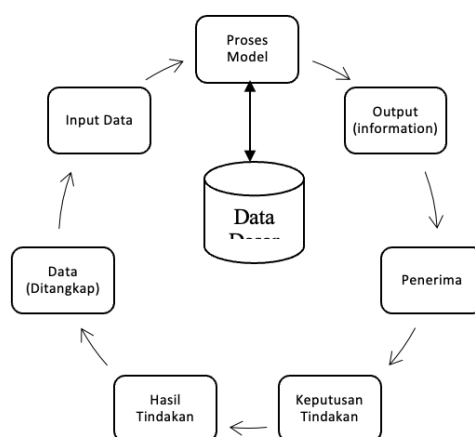 Proses
Model
Output
(information)
Penerima
Keputusan
Tindakan
Hasil
Tindakan
Data
(Ditangkap)
Input Data
Data